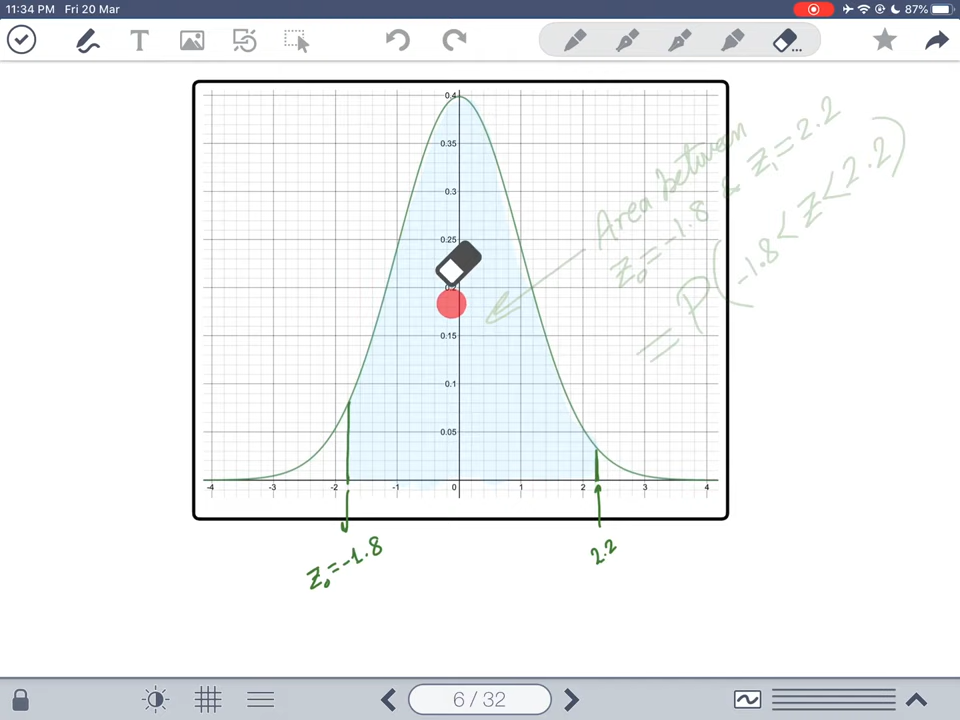 11:34 PM Fri 20 Mar 87%
T
0.4
0.35
0.3
0.25
0.2
0.15
0.1
0.05
-4 -3 -2 -1 0 1 2 3 4
Area between
z₀ = -1.8 & z₁ = 2.2
= P(-1.8 < Z < 2.2)
z₀ = -1.8
2.2
6 / 32